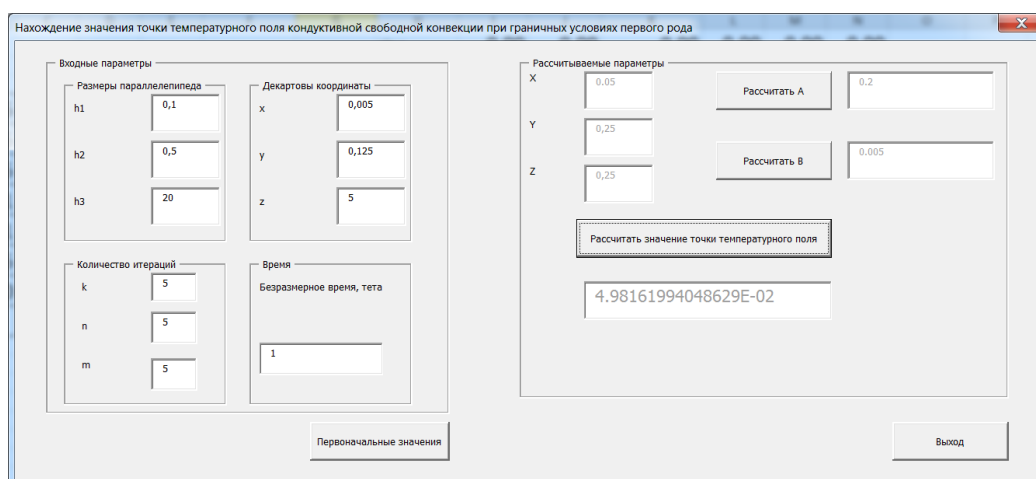 Нахождение значения точки температурного поля кондуктивной свободной конвекции при граничных условиях первого рода
Входные параметры
Размеры параллелепипеда
h1 0,1
h2 0,5
h3 20
Декартовы координаты
x 0,005
y 0,125
z 5
Количество итераций
k 5
n 5
m 5
Время
Безразмерное время, тета
1
Первоначальные значения
Рассчитываемые параметры
X 0.05
Y 0,25
Z 0,25
Рассчитать А 0.2
Рассчитать В 0.005
Рассчитать значение точки температурного поля
4.98161994048629E-02
Выход